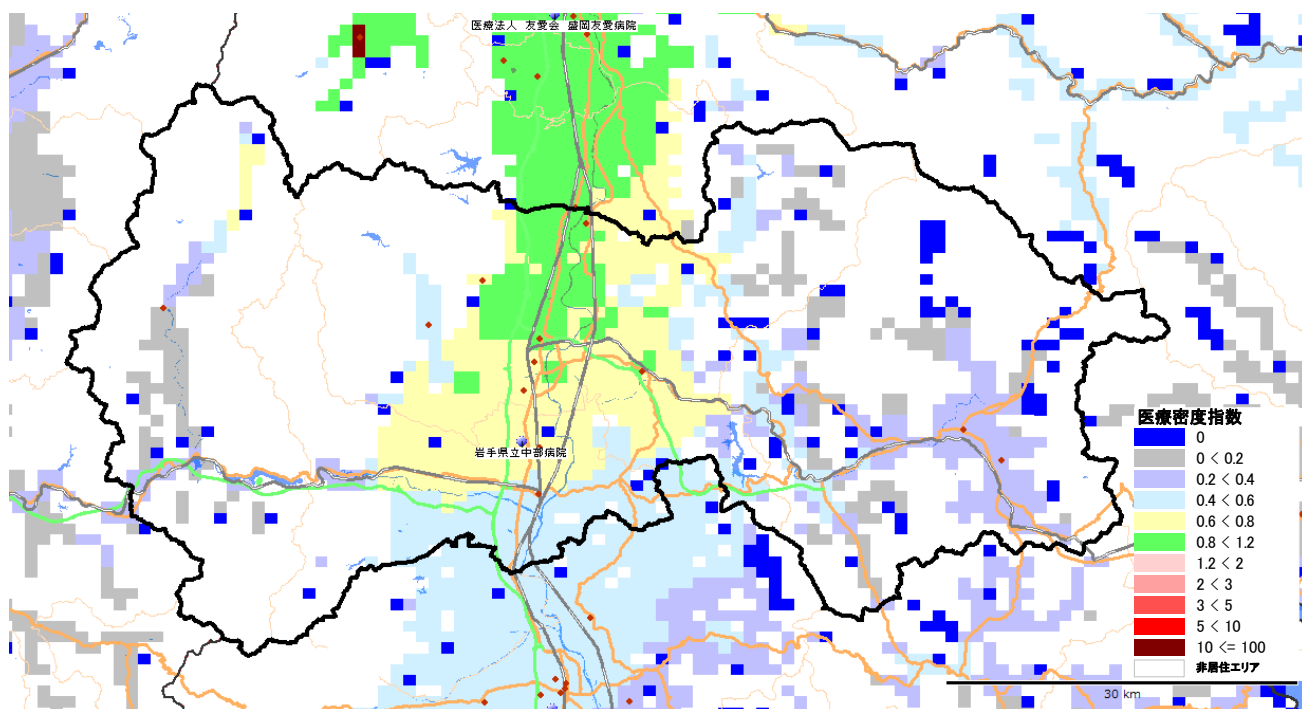 医療法人 友愛会 盛岡友愛病院
岩手県立中部病院
医療密度指数
0
0 < 0.2
0.2 < 0.4
0.4 < 0.6
0.6 < 0.8
0.8 < 1.2
1.2 < 2
2 < 3
3 < 5
5 < 10
10 <= 100
非居住エリア
30 km